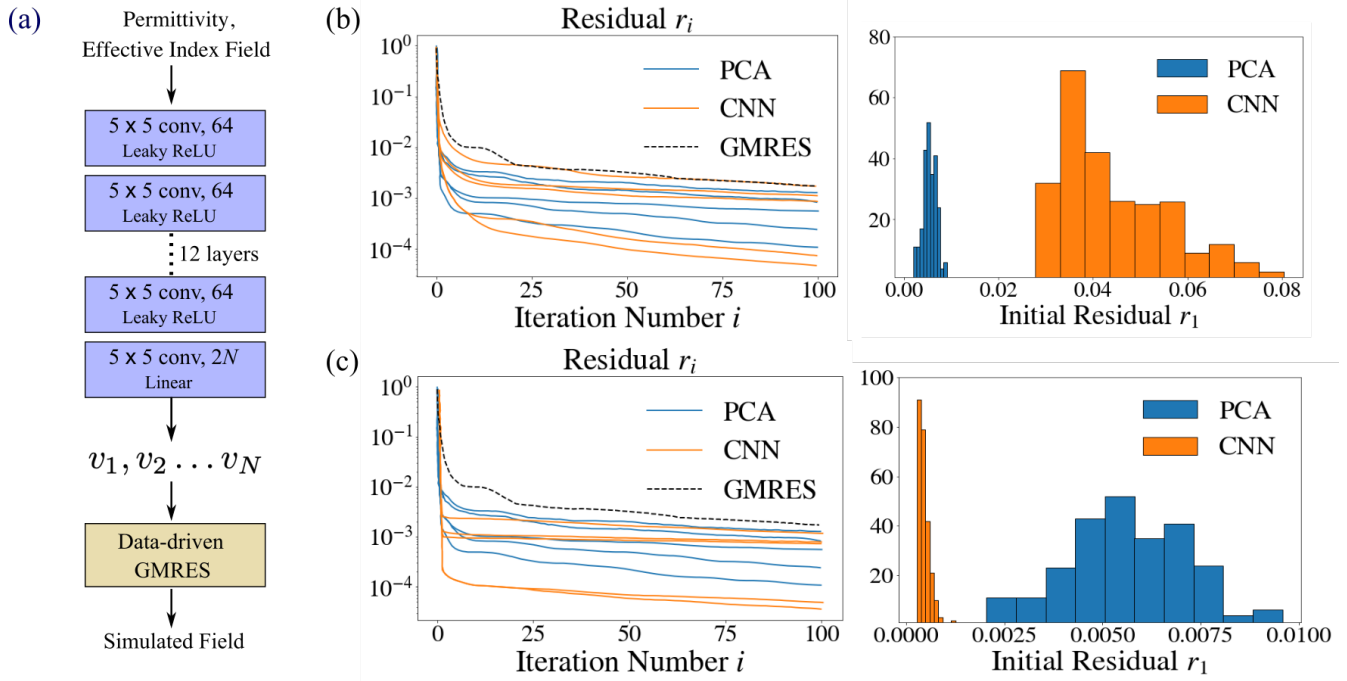 (a)
Permittivity,
Effective Index Field
5 x 5 conv, 64
Leaky ReLU
5 x 5 conv, 64
Leaky ReLU
12 layers
5 x 5 conv, 64
Leaky ReLU
5 x 5 conv, 2N
Linear
v₁, v₂ ... v_N
Data-driven
GMRES
Simulated Field
(b)
Residual rᵢ
10⁰
10⁻¹
10⁻²
10⁻³
10⁻⁴
PCA
CNN
GMRES
0 25 50 75 100
Iteration Number i
80
60
40
20
PCA
CNN
0.00 0.02 0.04 0.06 0.08
Initial Residual r₁
(c)
Residual rᵢ
10⁰
10⁻¹
10⁻²
10⁻³
10⁻⁴
PCA
CNN
GMRES
0 25 50 75 100
Iteration Number i
100
80
60
40
20
PCA
CNN
0.0000 0.0025 0.0050 0.0075 0.0100
Initial Residual r₁